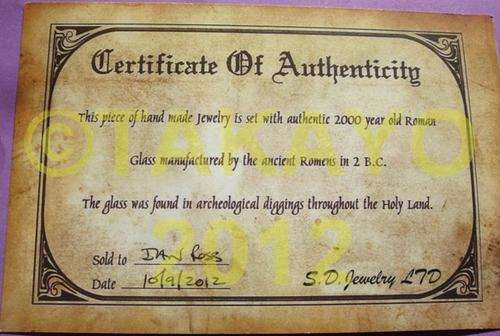 Certificate Of Authenticity
This piece of hand made Jewelry is set with authentic 2000 year old Roman
Glass manufactured by the ancient Romens in 2 B.C.
The glass was found in archeological diggings throughout the Holy Land.
Sold to DAN Ross
Date 10/9/2012
S.D. Jewelry LTD
©TAKAYO
2012